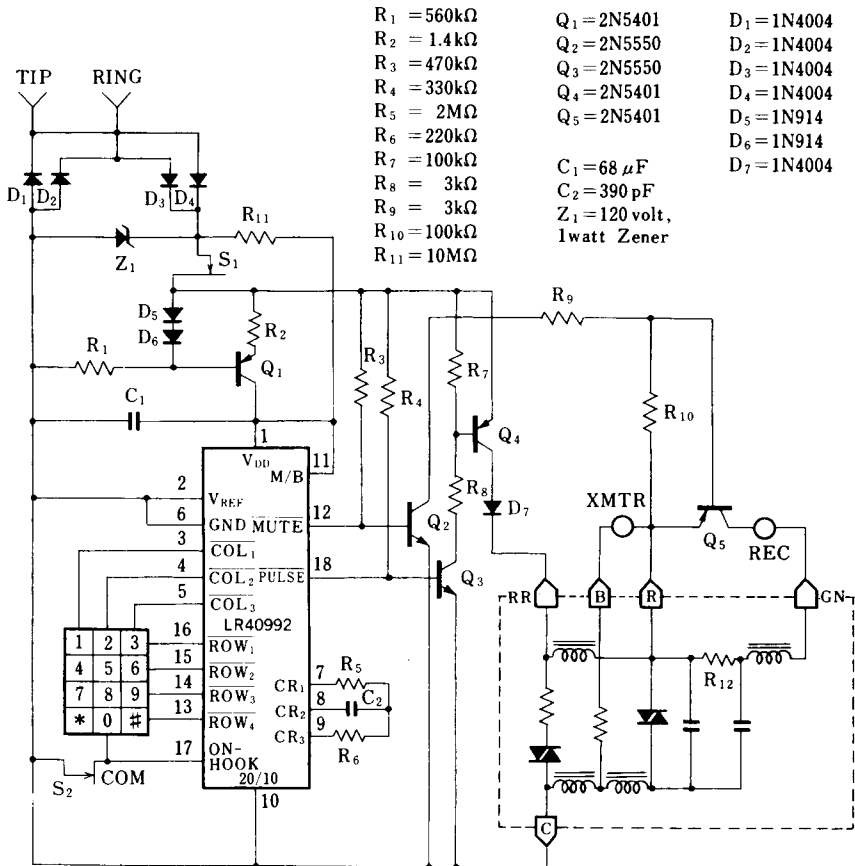 R1 = 560kΩ
R2 = 1.4kΩ
R3 = 470kΩ
R4 = 330kΩ
R5 = 2MΩ
R6 = 220kΩ
R7 = 100kΩ
R8 = 3kΩ
R9 = 3kΩ
R10 = 100kΩ
R11 = 10MΩ
Q1 = 2N5401
Q2 = 2N5550
Q3 = 2N5550
Q4 = 2N5401
Q5 = 2N5401
C1 = 68 μF
C2 = 390 pF
Z1 = 120 volt,
1watt Zener
D1 = 1N4004
D2 = 1N4004
D3 = 1N4004
D4 = 1N4004
D5 = 1N914
D6 = 1N914
D7 = 1N4004
TIP RING
D1 D2 D3 D4
Z1
R11
S1
D5
D6
R2
R1
Q1
C1
R3
R4
R7
R8
R9
R10
Q4
D7
Q2
Q3
XMTR
Q5
REC
1
VDD
M/B 11
2 VREF
6 GND
MUTE 12
3 COL1
4 COL2
PULSE 18
5 COL3
LR40992
16 ROW1
15 ROW2
14 ROW3
13 ROW4
17 ON-
HOOK
20/10
10
CR1 7 R5
CR2 8 C2
CR3 9 R6
1 2 3
4 5 6
7 8 9
* 0 #
S2 COM
RR B R GN
R12
C